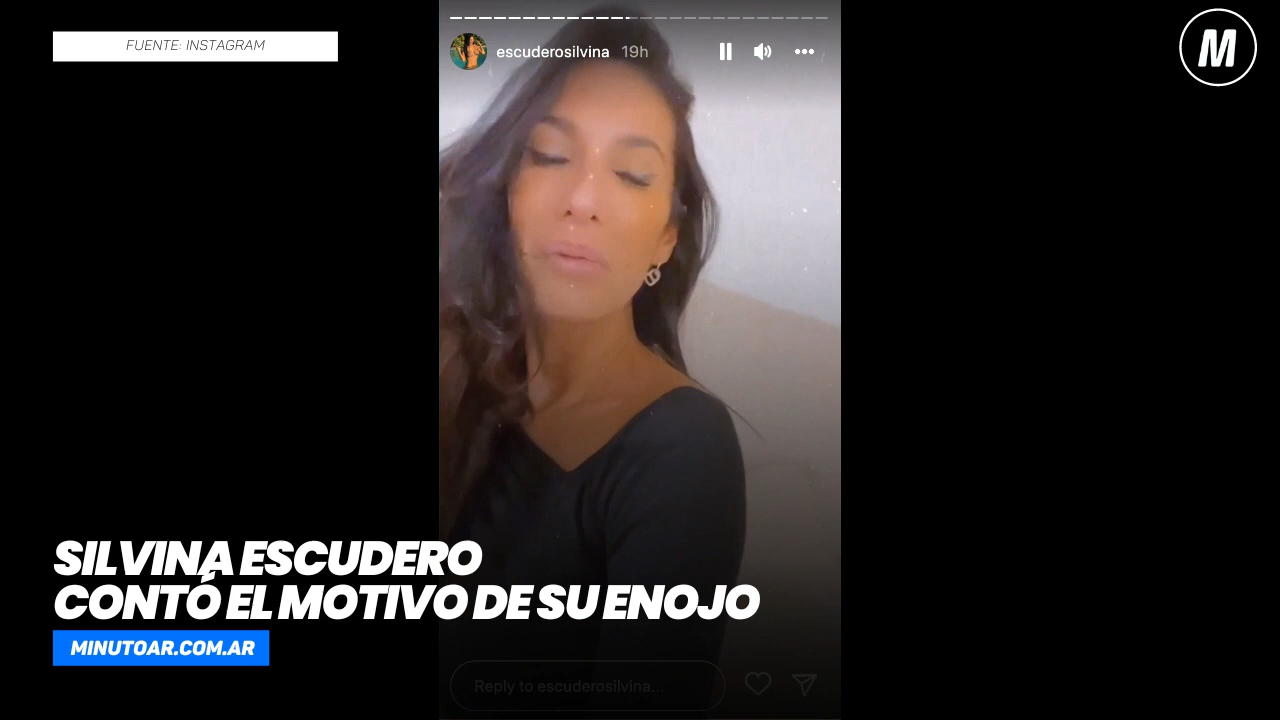 FUENTE: INSTAGRAM
escuderosilvina 19h
M
SILVINA ESCUDERO
CONTÓ EL MOTIVO DE SU ENOJO
MINUTOAR.COM.AR
Reply to escuderosilvina...